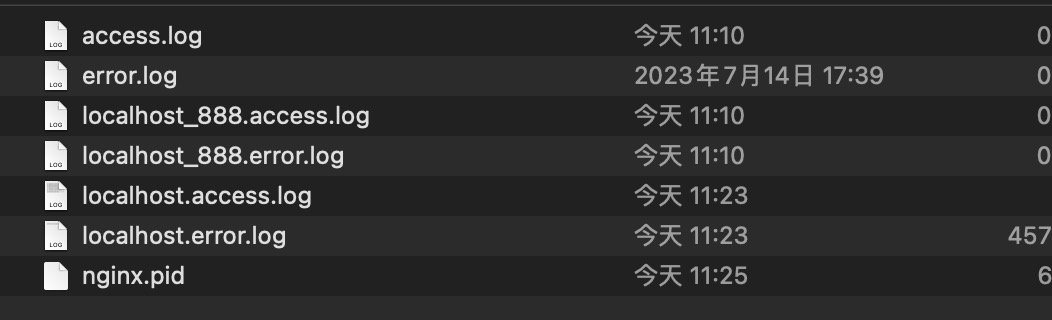 access.log 今天 11:10 0
error.log 2023年7月14日 17:39 0
localhost_888.access.log 今天 11:10 0
localhost_888.error.log 今天 11:10 0
localhost.access.log 今天 11:23
localhost.error.log 今天 11:23 457
nginx.pid 今天 11:25 6
LOG
LOG
LOG
LOG
LOG
LOG